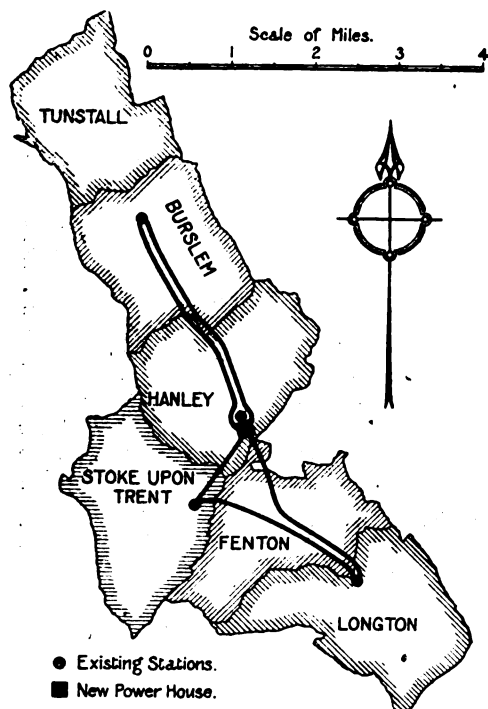 Scale of Miles.
0 1 2 3 4
TUNSTALL
BURSLEM
HANLEY
STOKE UPON
TRENT
FENTON
LONGTON
Existing Stations.
New Power House.